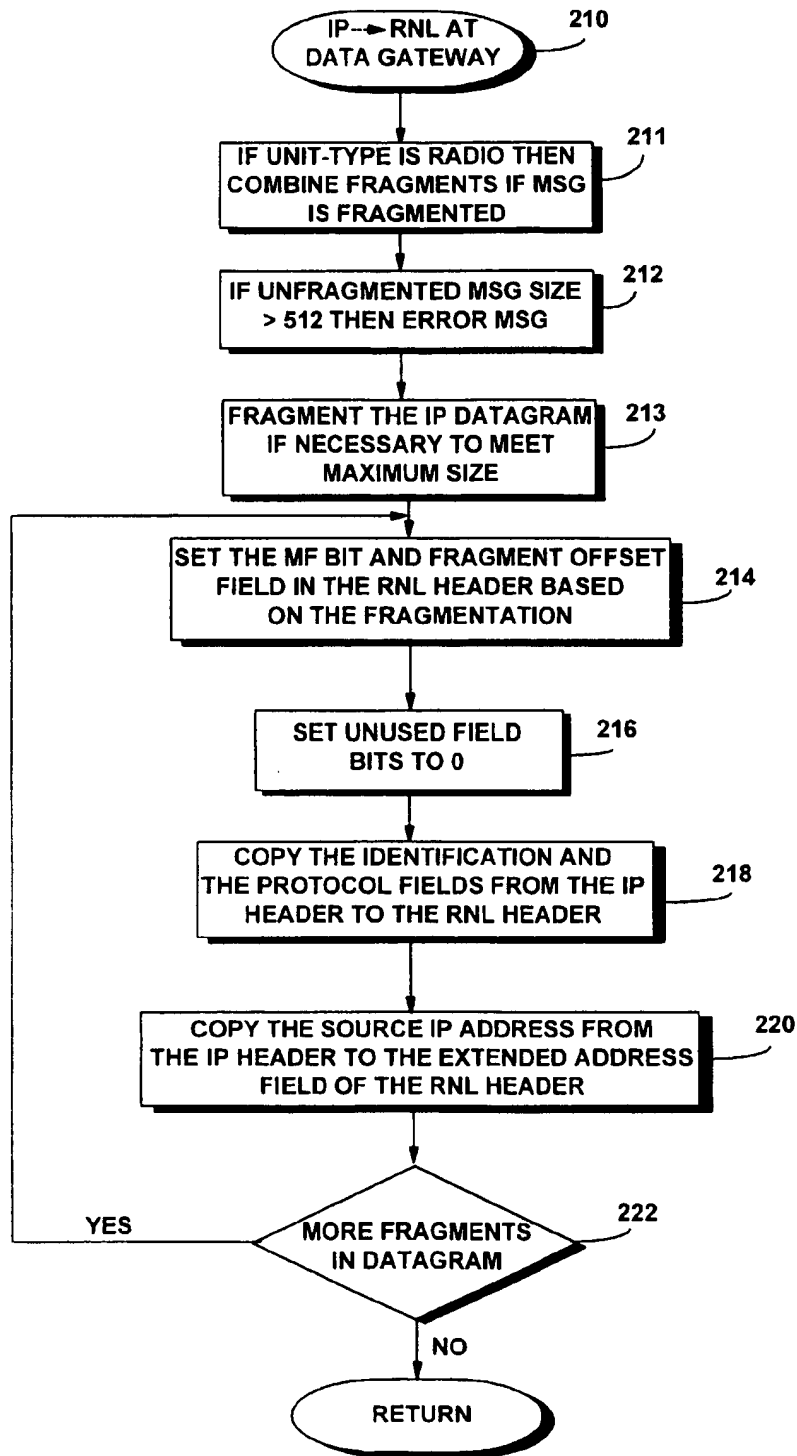 IP--→ RNL AT
DATA GATEWAY
210
211
IF UNIT-TYPE IS RADIO THEN
COMBINE FRAGMENTS IF MSG
IS FRAGMENTED
212
IF UNFRAGMENTED MSG SIZE
> 512 THEN ERROR MSG
213
FRAGMENT THE IP DATAGRAM
IF NECESSARY TO MEET
MAXIMUM SIZE
SET THE MF BIT AND FRAGMENT OFFSET
FIELD IN THE RNL HEADER BASED
ON THE FRAGMENTATION
214
SET UNUSED FIELD
BITS TO 0
216
COPY THE IDENTIFICATION AND
THE PROTOCOL FIELDS FROM THE IP
HEADER TO THE RNL HEADER
218
COPY THE SOURCE IP ADDRESS FROM
THE IP HEADER TO THE EXTENDED ADDRESS
FIELD OF THE RNL HEADER
220
YES
MORE FRAGMENTS
IN DATAGRAM
222
NO
RETURN